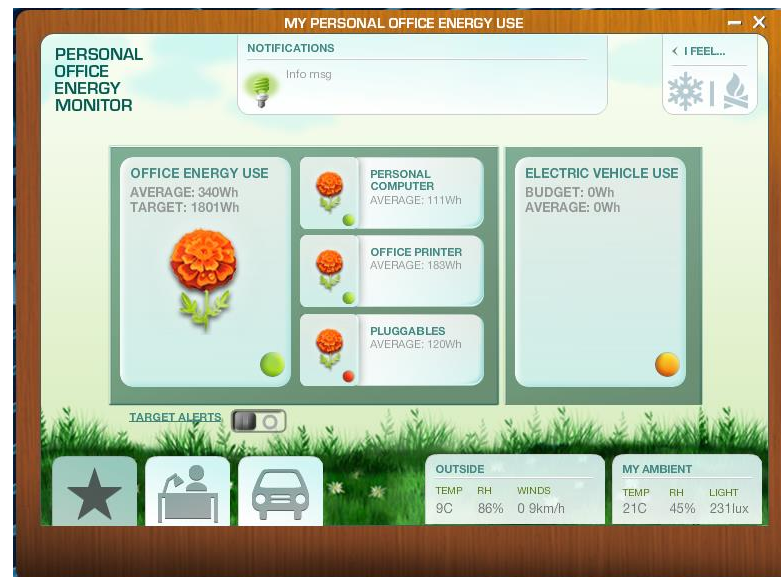 MY PERSONAL OFFICE ENERGY USE
PERSONAL
OFFICE
ENERGY
MONITOR
NOTIFICATIONS
Info msg
< I FEEL...
OFFICE ENERGY USE
AVERAGE: 340Wh
TARGET: 1801Wh
PERSONAL
COMPUTER
AVERAGE: 111Wh
OFFICE PRINTER
AVERAGE: 183Wh
PLUGGABLES
AVERAGE: 120Wh
ELECTRIC VEHICLE USE
BUDGET: 0Wh
AVERAGE: 0Wh
TARGET ALERTS
OUTSIDE
TEMP RH WINDS
9C 86% 0 9km/h
MY AMBIENT
TEMP RH LIGHT
21C 45% 231lux